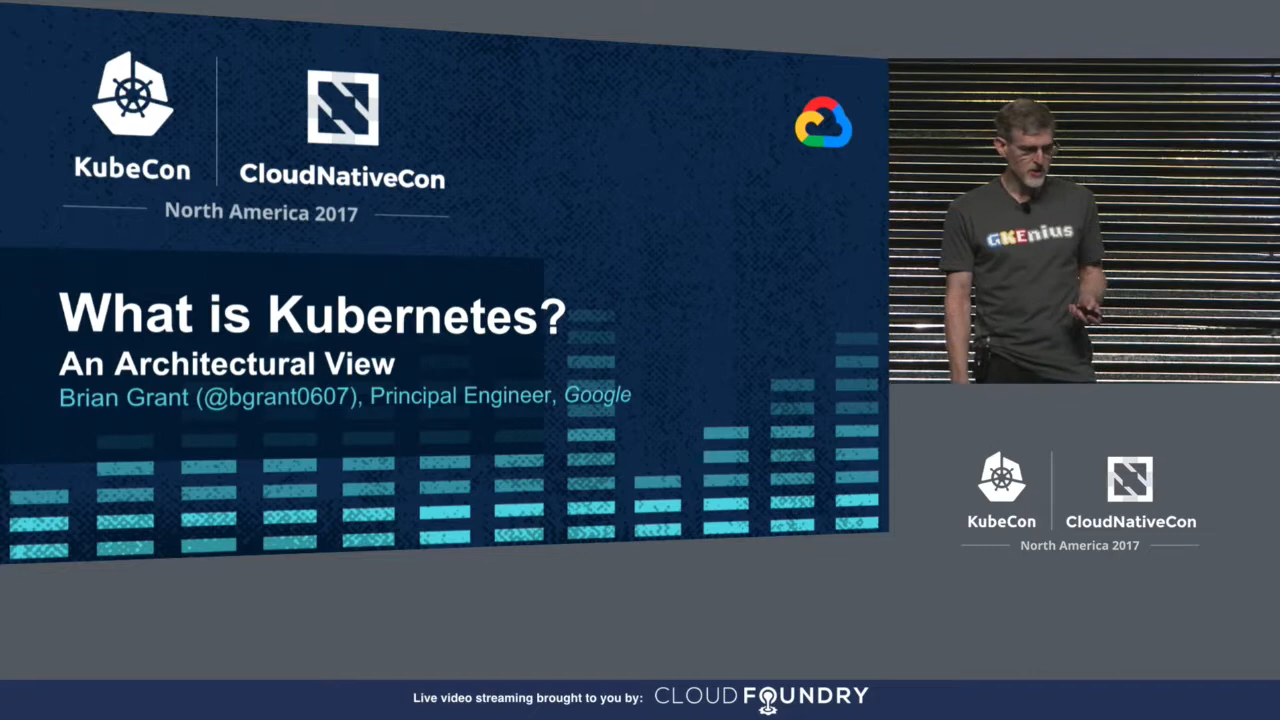 KubeCon
CloudNativeCon
North America 2017
What is Kubernetes?
An Architectural View
Brian Grant (@bgrant0607), Principal Engineer, Google
GKEnius
KubeCon
CloudNativeCon
North America 2017
Live video streaming brought to you by: CLOUD FOUNDRY